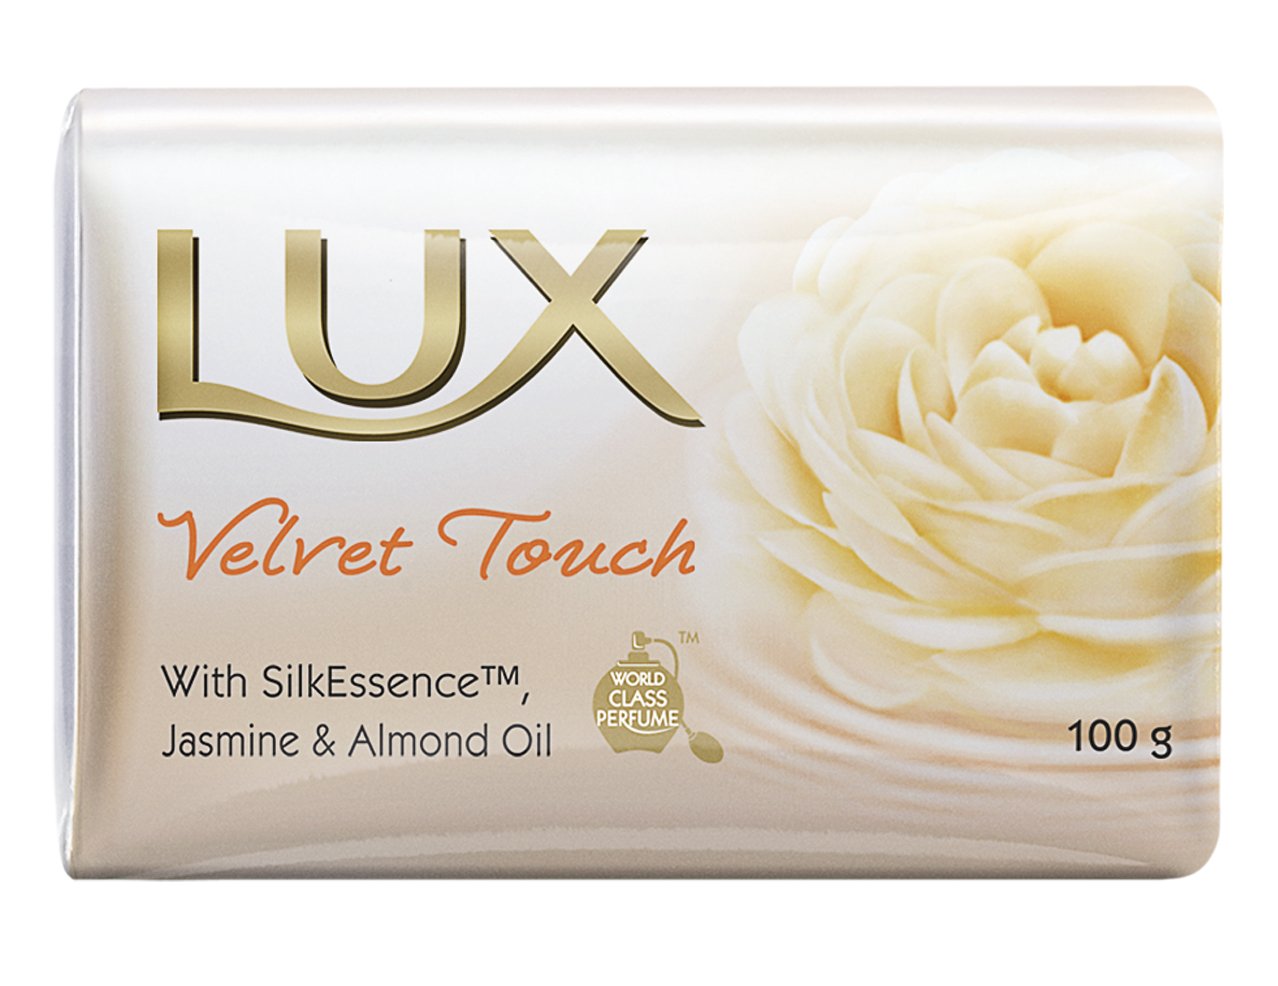 LUX
Velvet Touch
With SilkEssence™,
Jasmine & Almond Oil
WORLD
CLASS
PERFUME
™
100 g